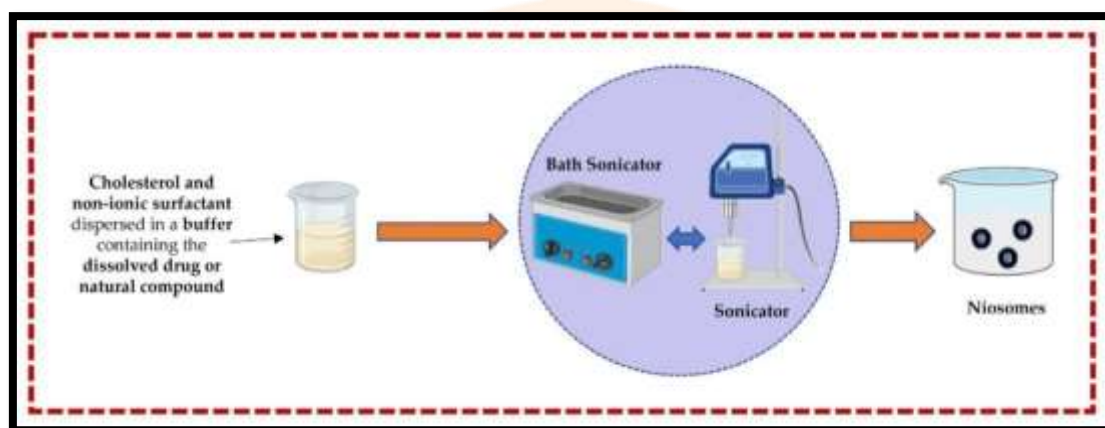 Cholesterol and
non-ionic surfactant
dispersed in a buffer
containing the
dissolved drug or
natural compound
Bath Sonicator
Sonicator
Niosomes